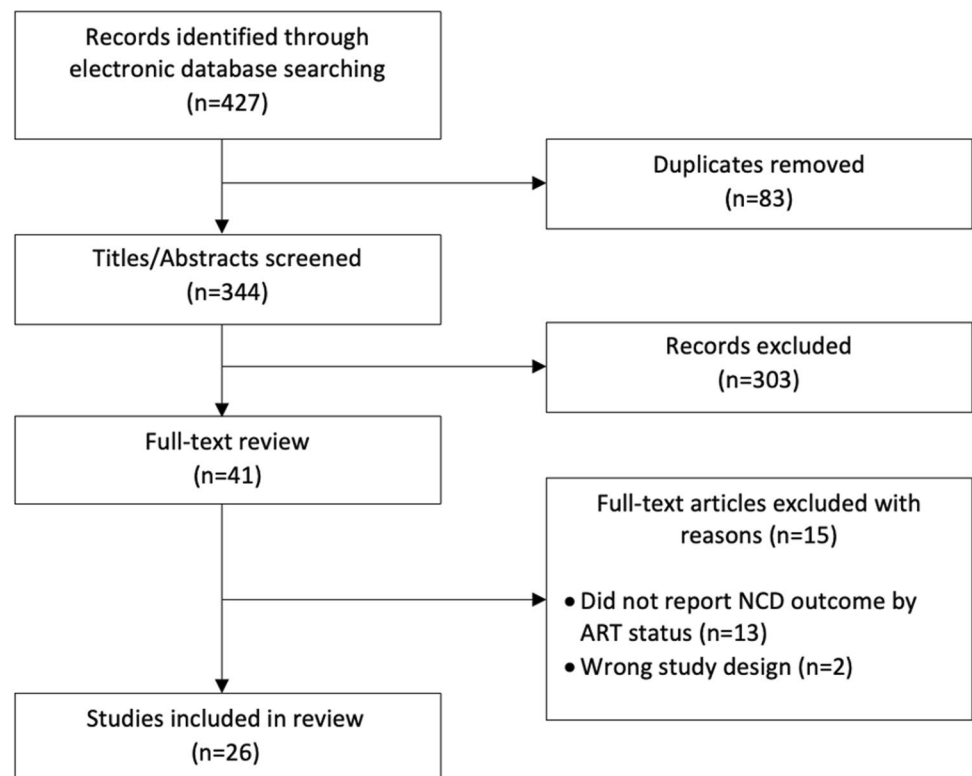 Records identified through
electronic database searching
(n=427)
Duplicates removed
(n=83)
Titles/Abstracts screened
(n=344)
Records excluded
(n=303)
Full-text review
(n=41)
Full-text articles excluded with
reasons (n=15)
• Did not report NCD outcome by
ART status (n=13)
• Wrong study design (n=2)
Studies included in review
(n=26)